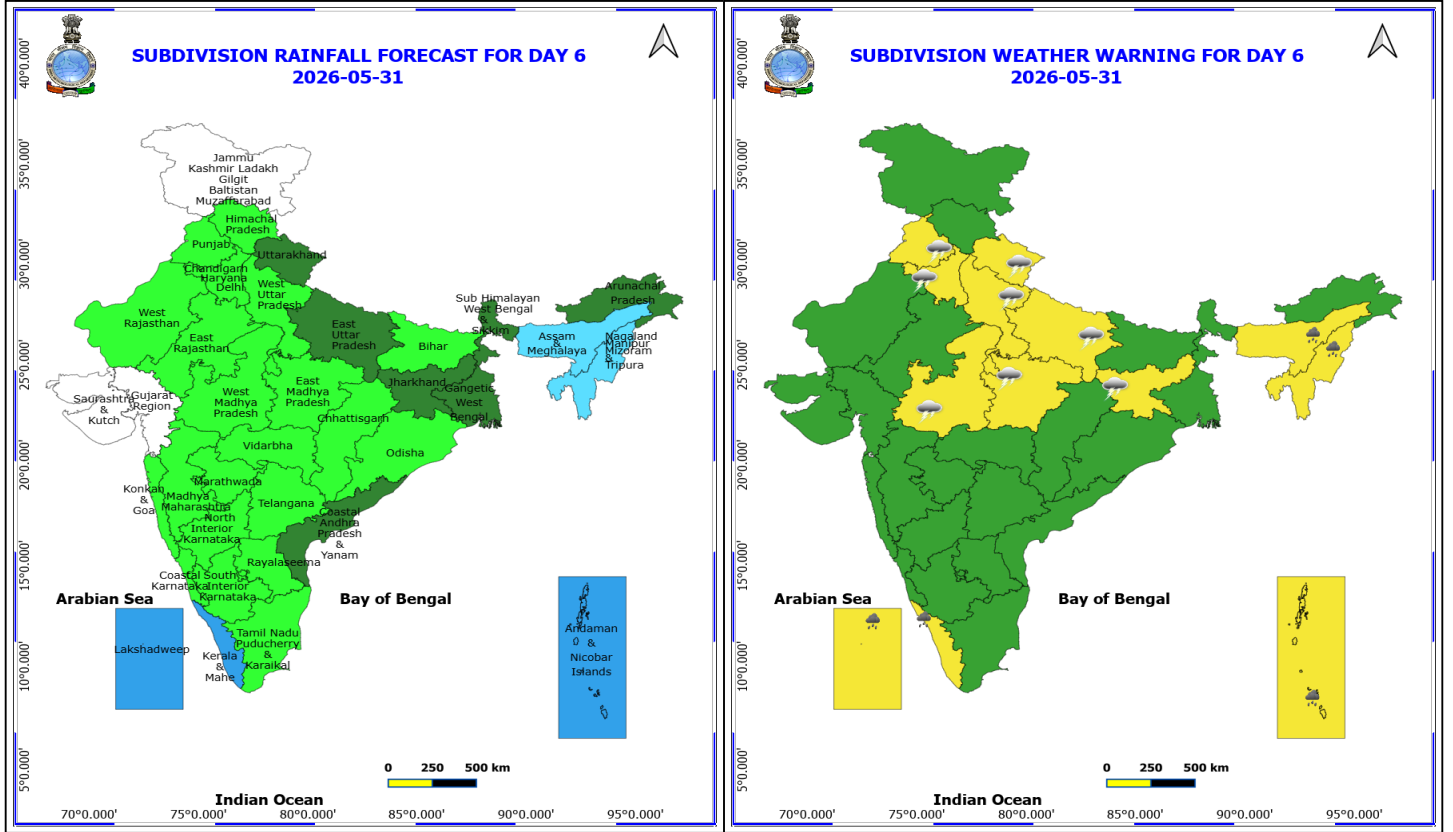 SUBDIVISION RAINFALL FORECAST FOR DAY 6
2026-05-31
40°0.000'
35°0.000'
30°0.000'
25°0.000'
20°0.000'
15°0.000'
10°0.000'
5°0.000'
Jammu
Kashmir Ladakh
Gilgit
Baltistan
Muzaffarabad
Himachal
Pradesh
Punjab
Uttarakhand
Chandigarh
Haryana
Delhi
West
Uttar
Pradesh
Arunachal
Pradesh
Sub Himalayan
West Bengal
&
Sikkim
West
Rajasthan
East
Rajasthan
East
Uttar
Pradesh
Bihar
Assam
&
Meghalaya
Nagaland
Manipur
Mizoram
&
Tripura
Saurashtra
&
Kutch
Gujarat
Region
West
Madhya
Pradesh
East
Madhya
Pradesh
Jharkhand
Gangetic
West
Bengal
Chhattisgarh
Vidarbha
Odisha
Konkan
&
Goa
Marathwada
Madhya
Maharashtra
Telangana
North
Interior
Karnataka
Coastal
Andhra
Pradesh
&
Yanam
Rayalaseema
Coastal
Karnataka
South
Interior
Karnataka
Arabian Sea
Bay of Bengal
Lakshadweep
Kerala
&
Mahe
Tamil Nadu
Puducherry
&
Karaikal
Andaman
&
Nicobar
Islands
0 250 500 km
Indian Ocean
70°0.000' 75°0.000' 80°0.000' 85°0.000' 90°0.000' 95°0.000'
SUBDIVISION WEATHER WARNING FOR DAY 6
2026-05-31
40°0.000'
35°0.000'
30°0.000'
25°0.000'
20°0.000'
15°0.000'
10°0.000'
5°0.000'
Arabian Sea
Bay of Bengal
0 250 500 km
Indian Ocean
70°0.000' 75°0.000' 80°0.000' 85°0.000' 90°0.000' 95°0.000'